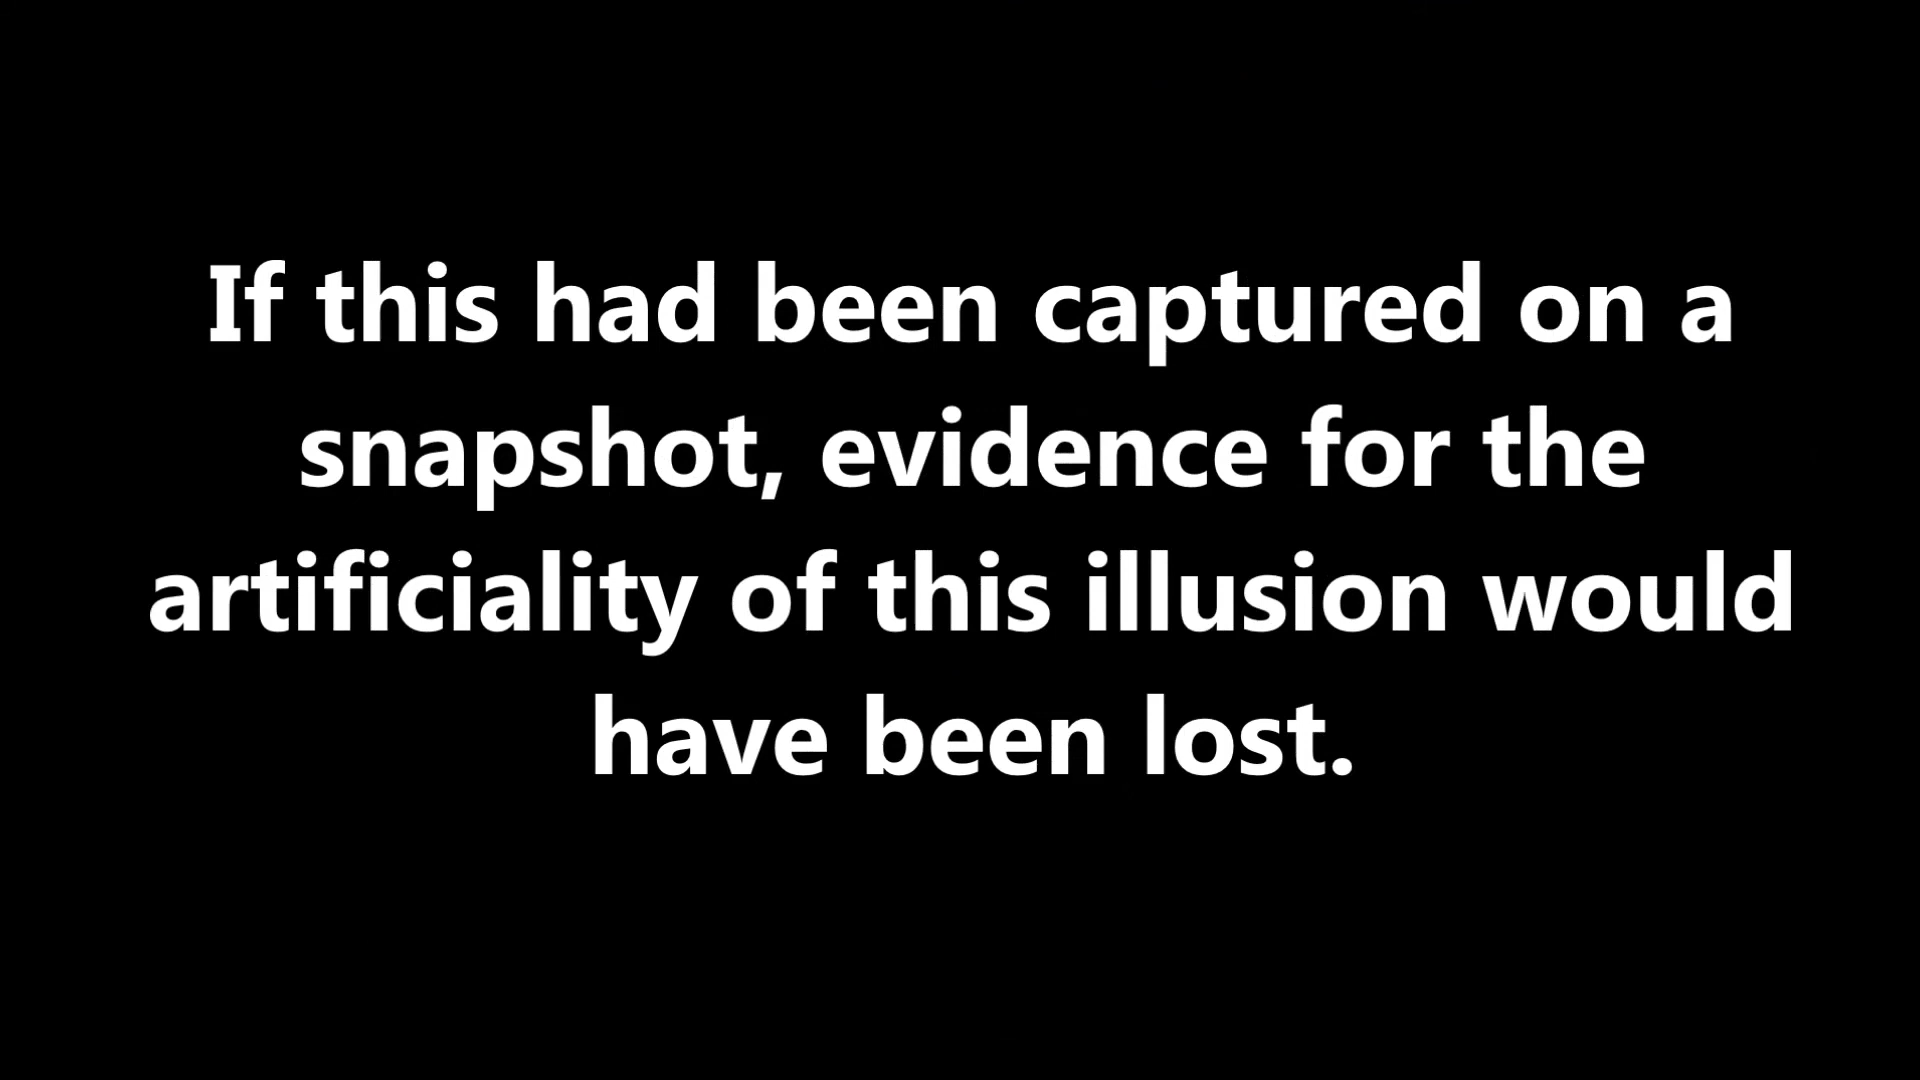 If this had been captured on a
snapshot, evidence for the
artificiality of this illusion would
have been lost.